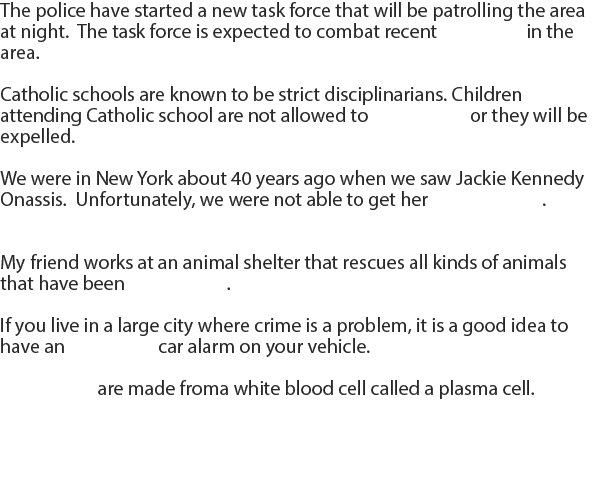 The police have started a new task force that will be patrolling the area
at night. The task force is expected to combat recent in the
area.
Catholic schools are known to be strict disciplinarians. Children
attending Catholic school are not allowed to or they will be
expelled.
We were in New York about 40 years ago when we saw Jackie Kennedy
Onassis. Unfortunately, we were not able to get her .
My friend works at an animal shelter that rescues all kinds of animals
that have been .
If you live in a large city where crime is a problem, it is a good idea to
have an car alarm on your vehicle.
are made froma white blood cell called a plasma cell.